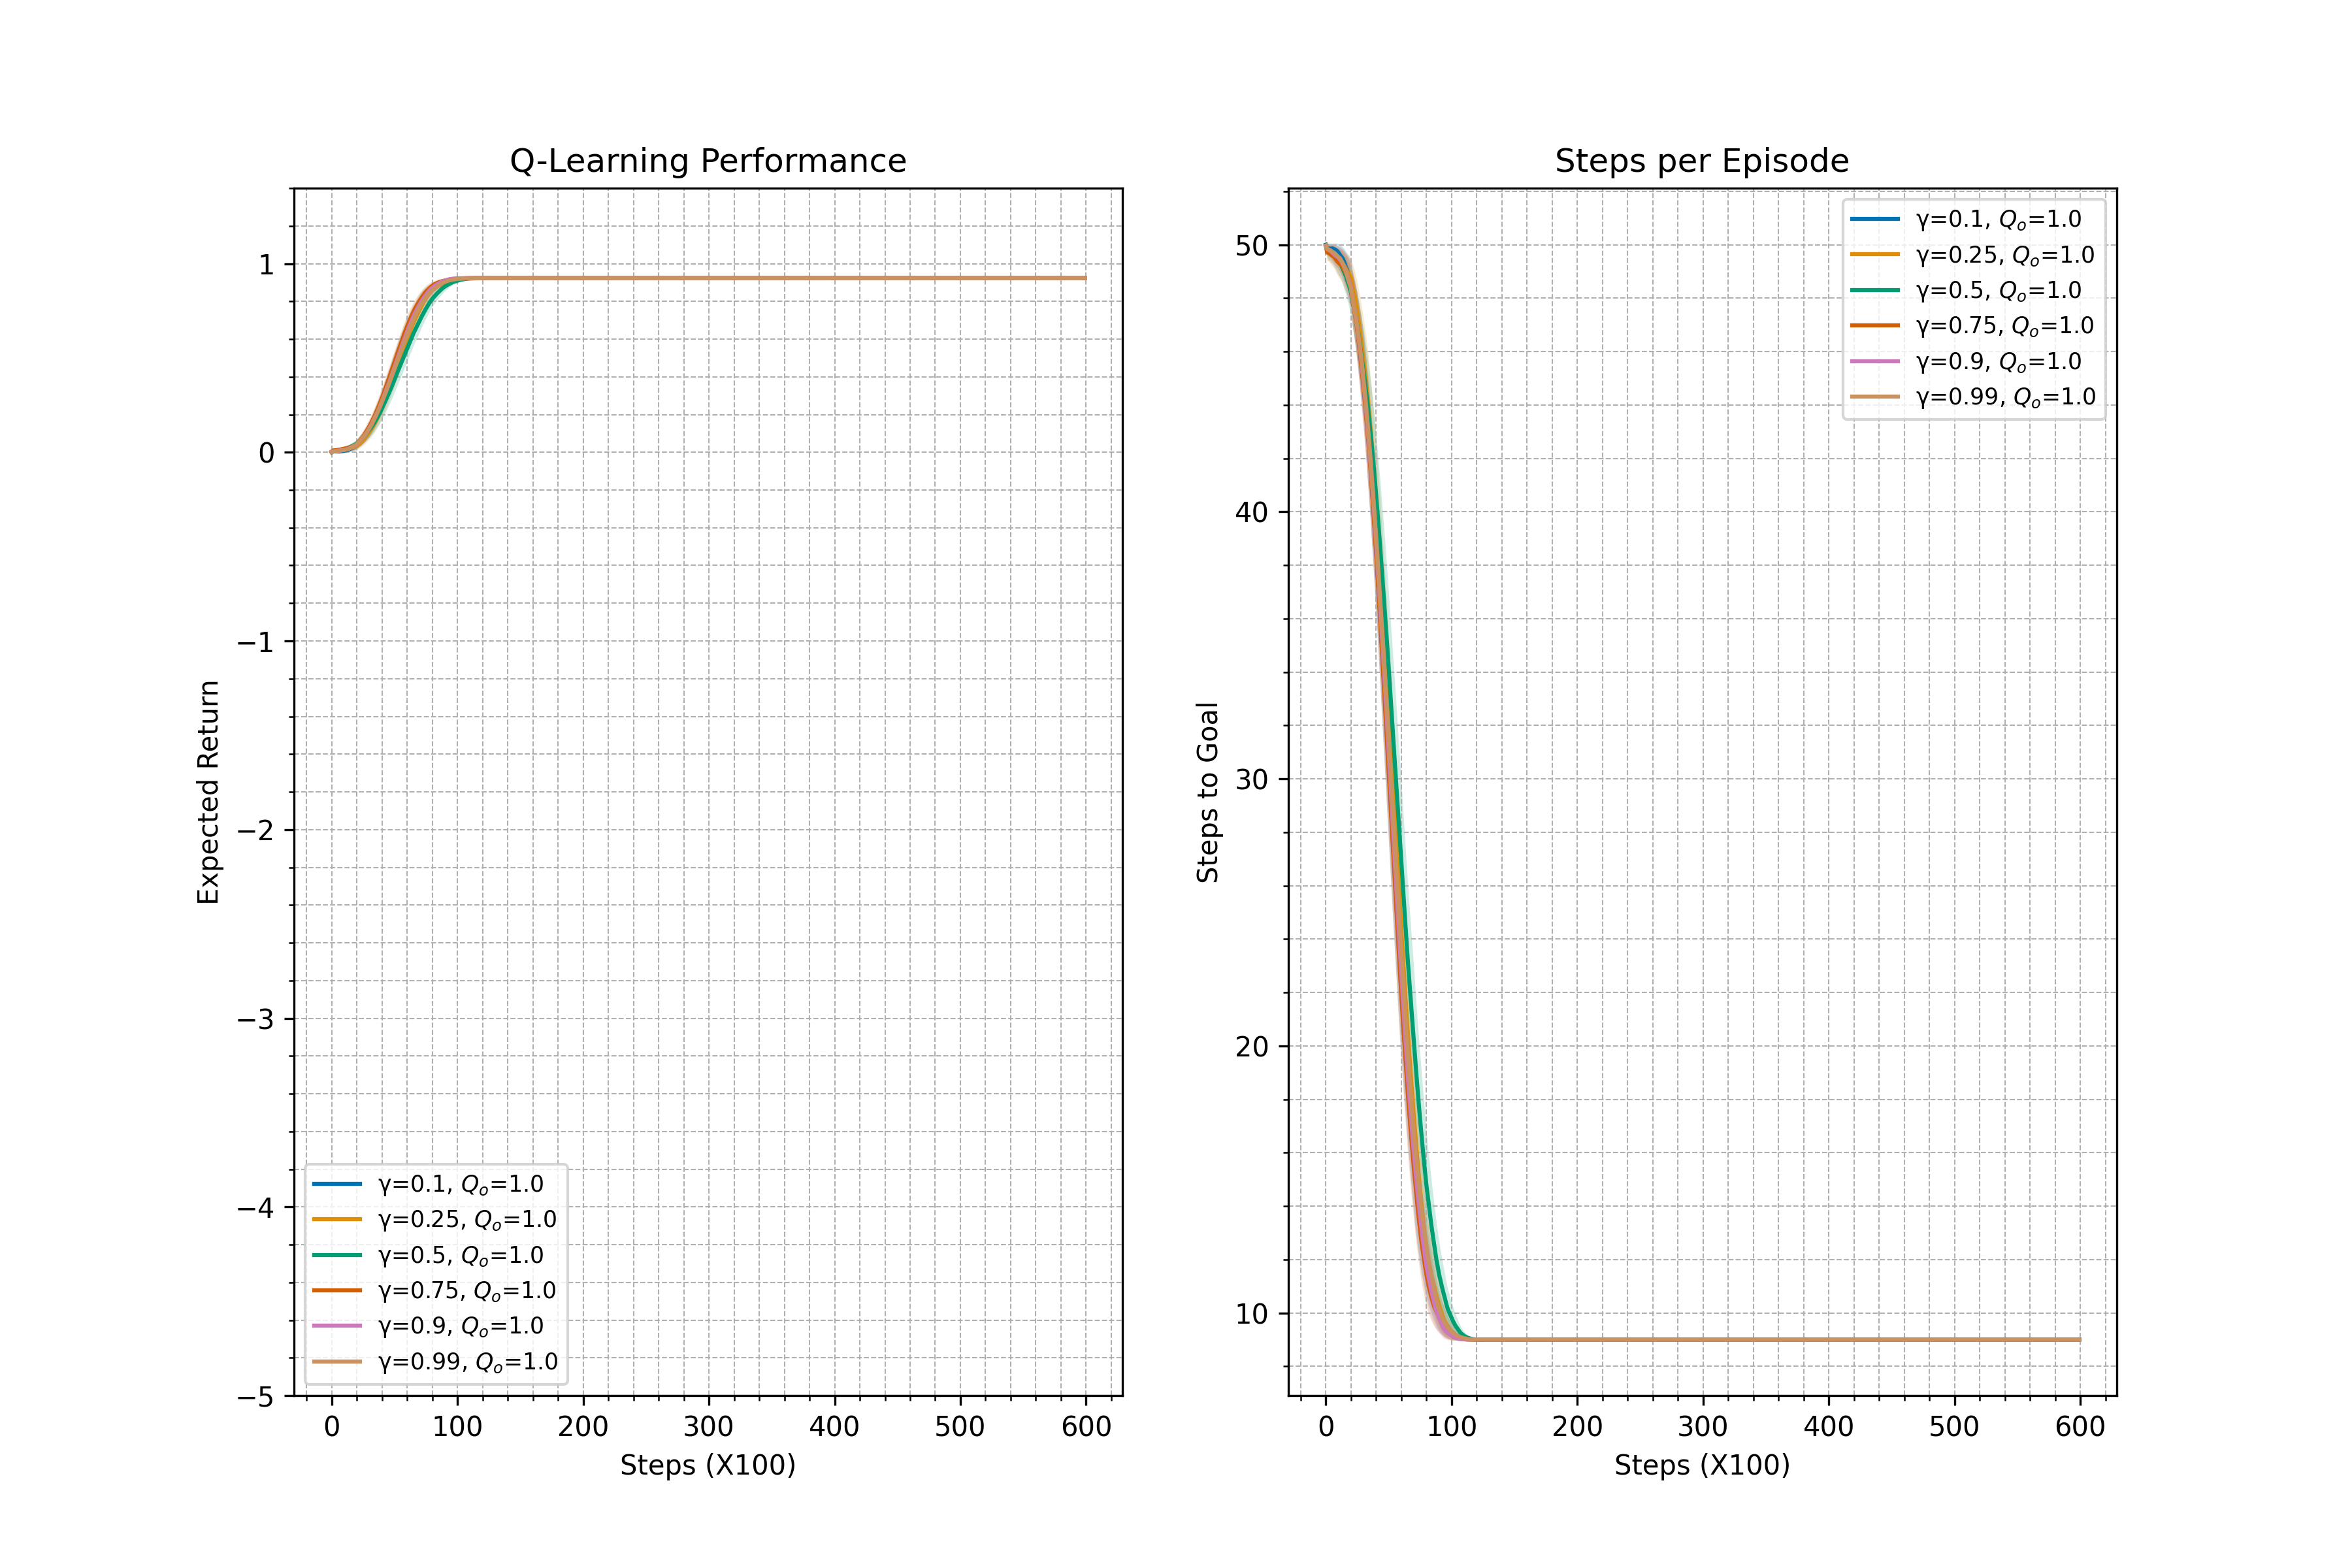 Q-Learning Performance
Expected Return
1
0
−1
−2
−3
−4
−5
γ=0.1, Qₒ=1.0
γ=0.25, Qₒ=1.0
γ=0.5, Qₒ=1.0
γ=0.75, Qₒ=1.0
γ=0.9, Qₒ=1.0
γ=0.99, Qₒ=1.0
0 100 200 300 400 500 600
Steps (X100)
Steps per Episode
Steps to Goal
50
40
30
20
10
γ=0.1, Qₒ=1.0
γ=0.25, Qₒ=1.0
γ=0.5, Qₒ=1.0
γ=0.75, Qₒ=1.0
γ=0.9, Qₒ=1.0
γ=0.99, Qₒ=1.0
0 100 200 300 400 500 600
Steps (X100)